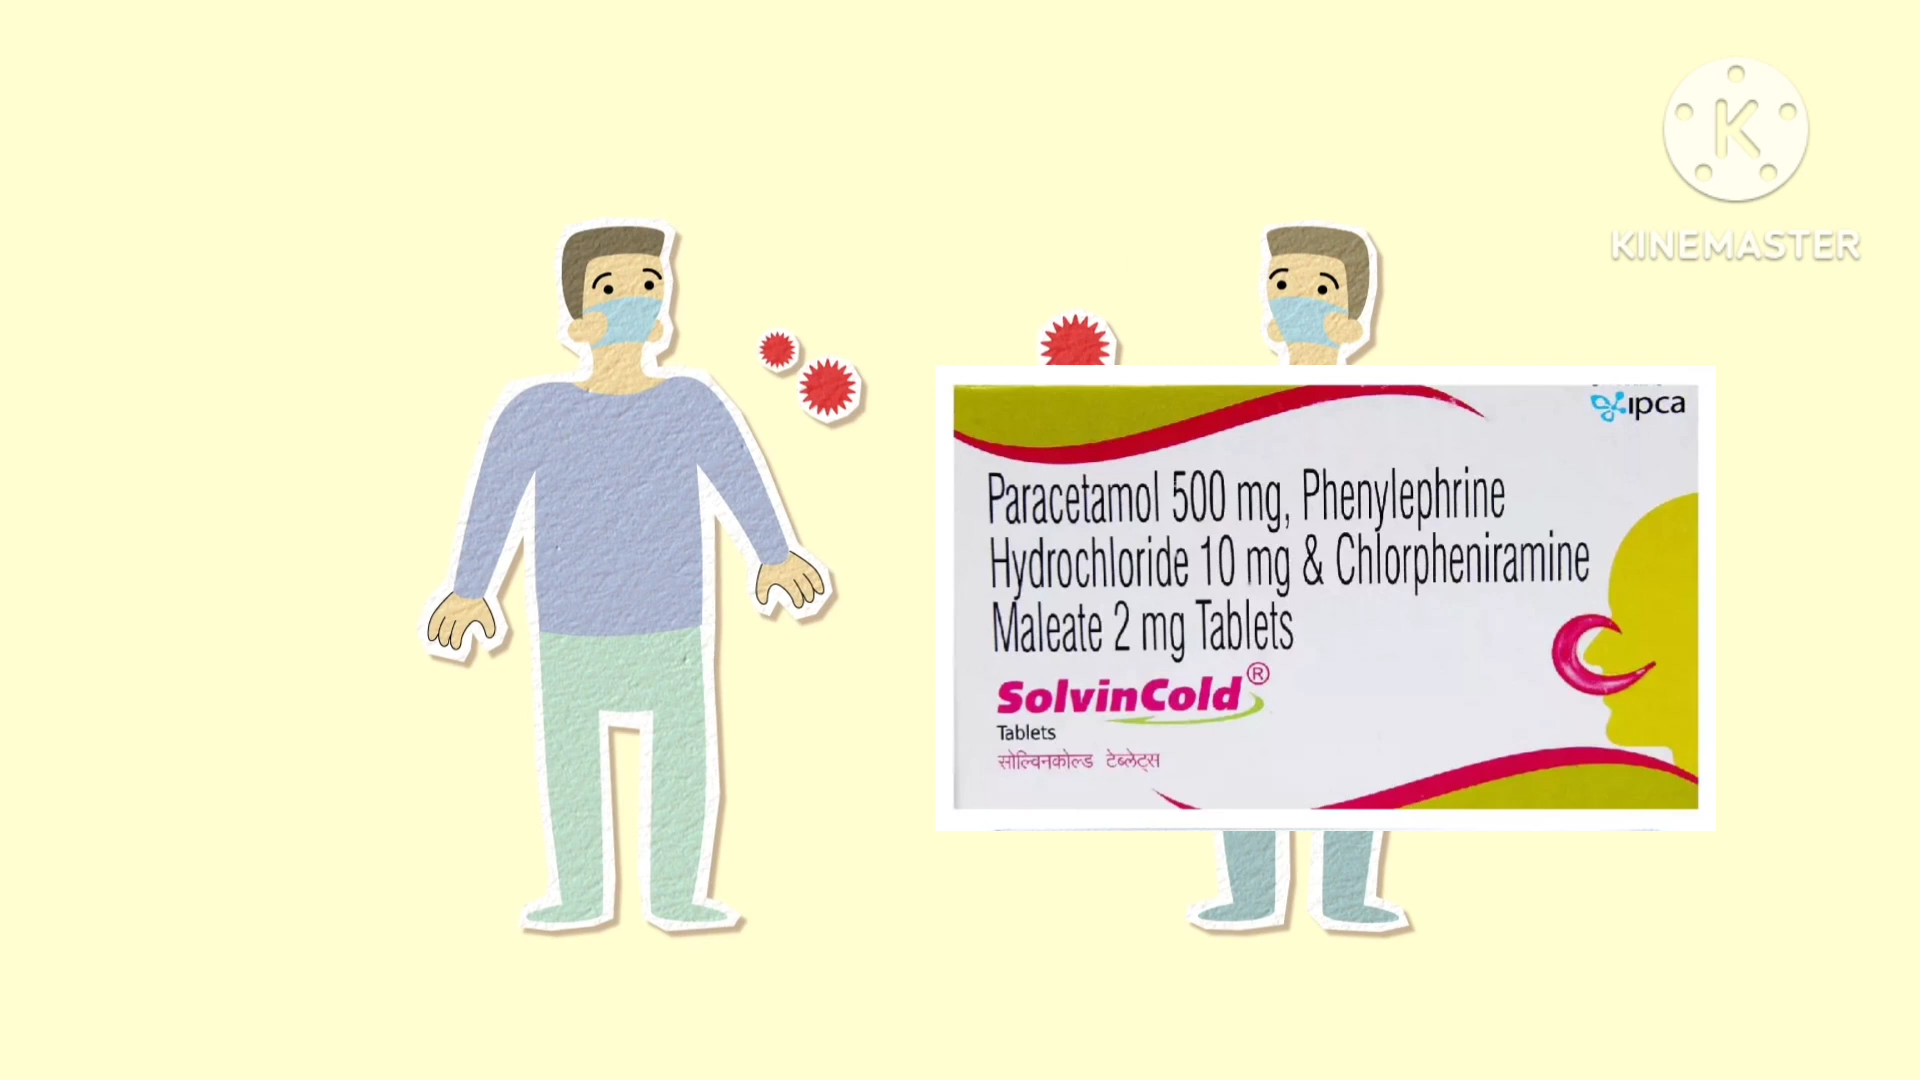 KINEMASTER
ipca
Paracetamol 500 mg, Phenylephrine
Hydrochloride 10 mg & Chlorpheniramine
Maleate 2 mg Tablets
SolvinCold®
Tablets
सोल्विनकोल्ड टेब्लेट्स